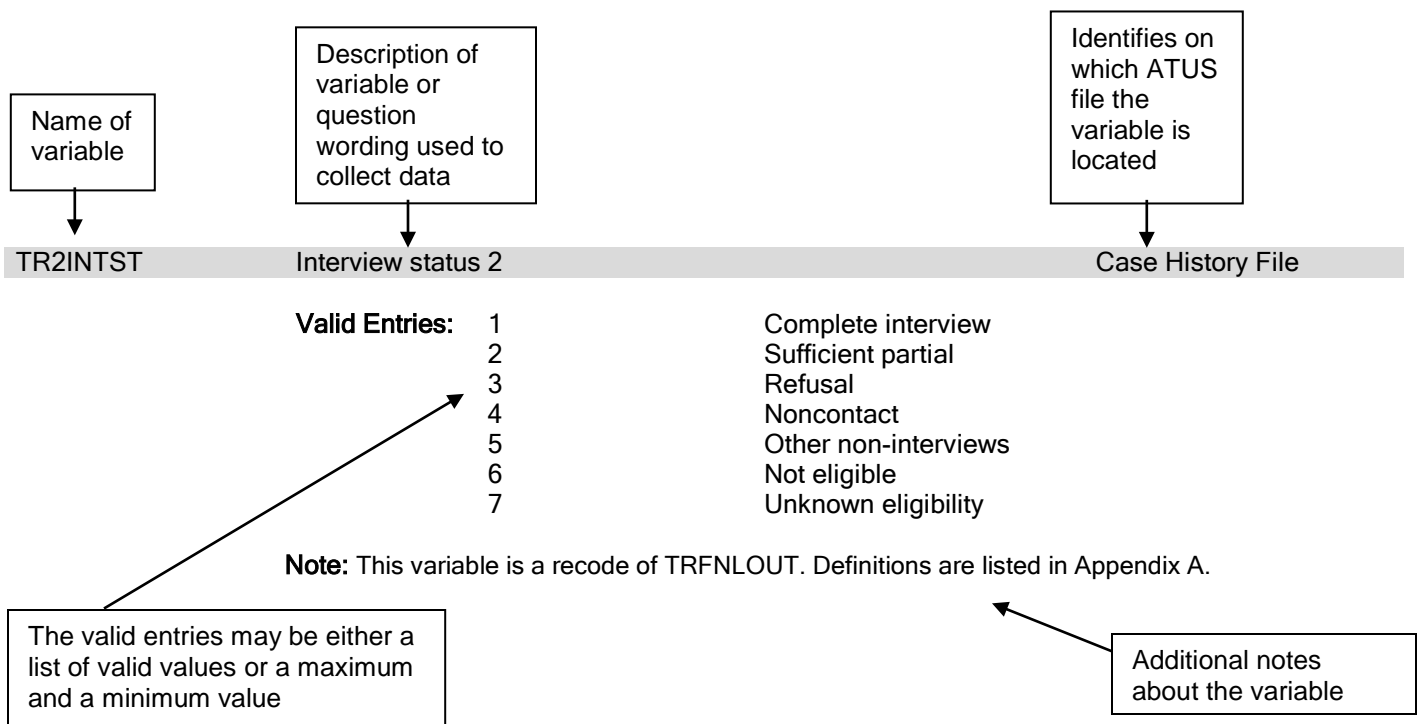 Name of
variable
Description of
variable or
question
wording used to
collect data
Identifies on
which ATUS
file the
variable is
located
TR2INTST Interview status 2 Case History File
Valid Entries: 1 Complete interview
2 Sufficient partial
3 Refusal
4 Noncontact
5 Other non-interviews
6 Not eligible
7 Unknown eligibility
Note: This variable is a recode of TRFNLOUT. Definitions are listed in Appendix A.
The valid entries may be either a
list of valid values or a maximum
and a minimum value
Additional notes
about the variable